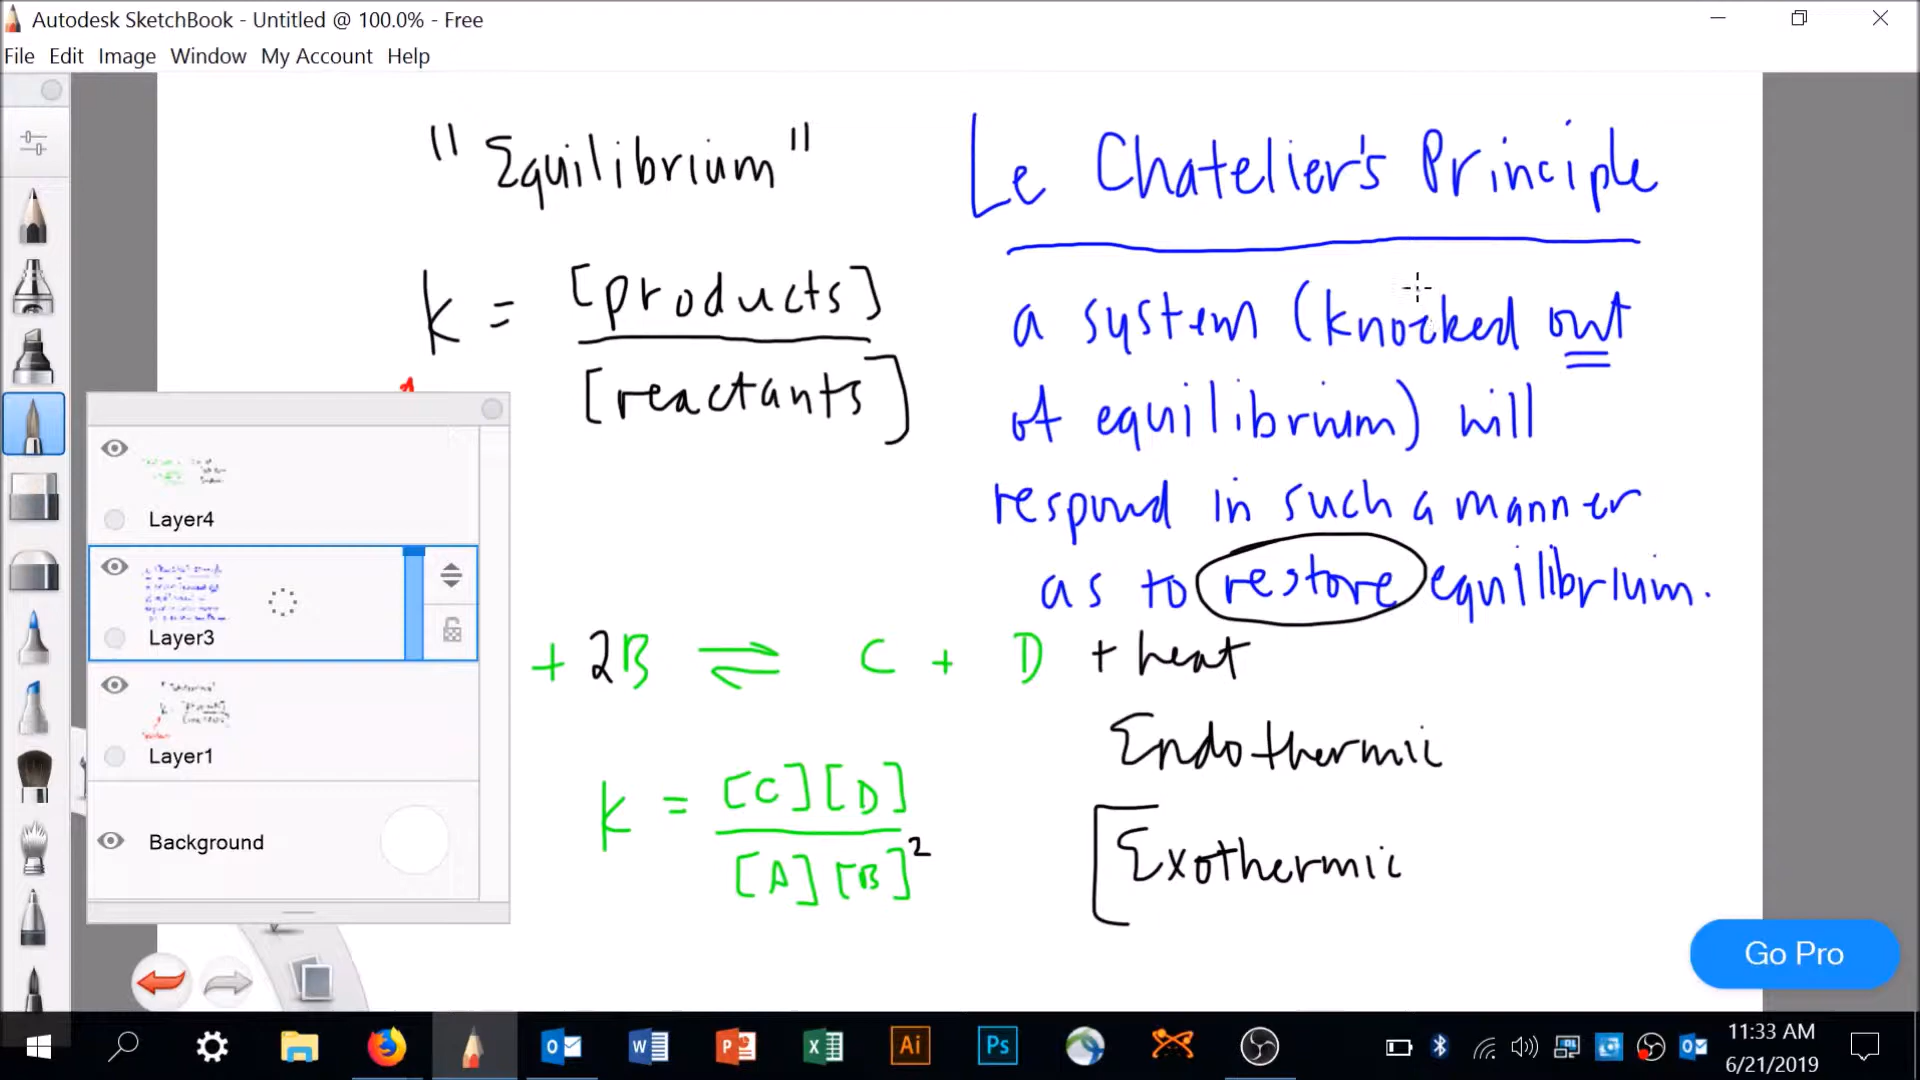 Autodesk SketchBook - Untitled @ 100.0% - Free
File Edit Image Window My Account Help
"Equilibrium"
k = [products]
[reactants]
Le Chatelier's Principle
a system (knocked out
of equilibrium) will
respond in such a manner
as to restore equilibrium.
+ 2B ⇌ C + D + heat
k = [C][D]
[A][B]²
Endothermic
Exothermic
Layer4
Layer3
Layer1
Background
Go Pro
11:33 AM
6/21/2019